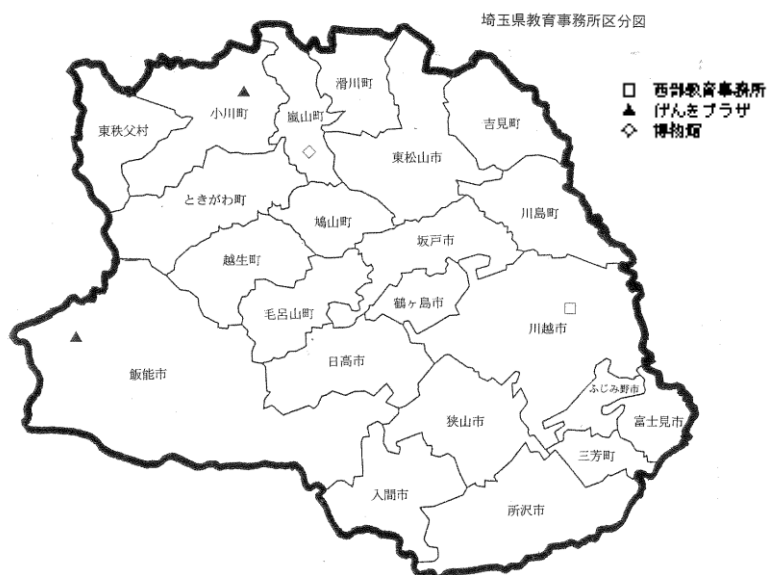 埼玉県教育事務所区分図
□ 西部教育事務所
▲ げんきプラザ
◇ 博物館
滑川町
小川町
嵐山町
吉見町
東秩父村
東松山市
ときがわ町
鳩山町
川島町
坂戸市
越生町
鶴ヶ島市
毛呂山町
川越市
日高市
飯能市
ふじみ野市
狭山市
富士見市
三芳町
入間市
所沢市